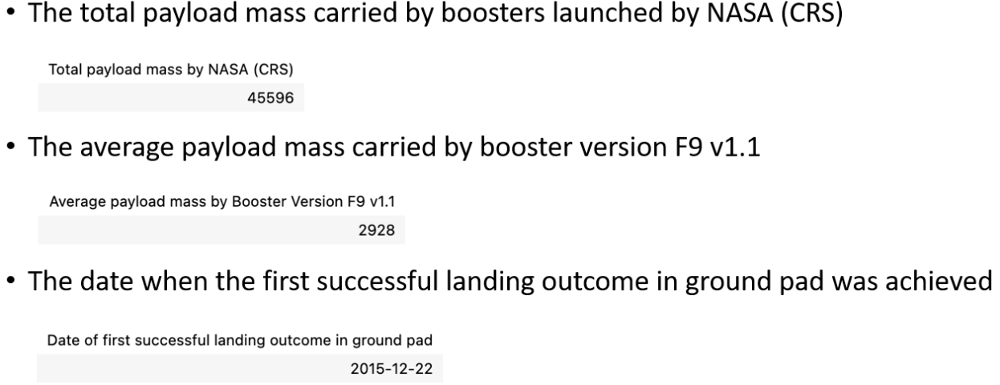 • The total payload mass carried by boosters launched by NASA (CRS)
Total payload mass by NASA (CRS)
45596
• The average payload mass carried by booster version F9 v1.1
Average payload mass by Booster Version F9 v1.1
2928
• The date when the first successful landing outcome in ground pad was achieved
Date of first successful landing outcome in ground pad
2015-12-22